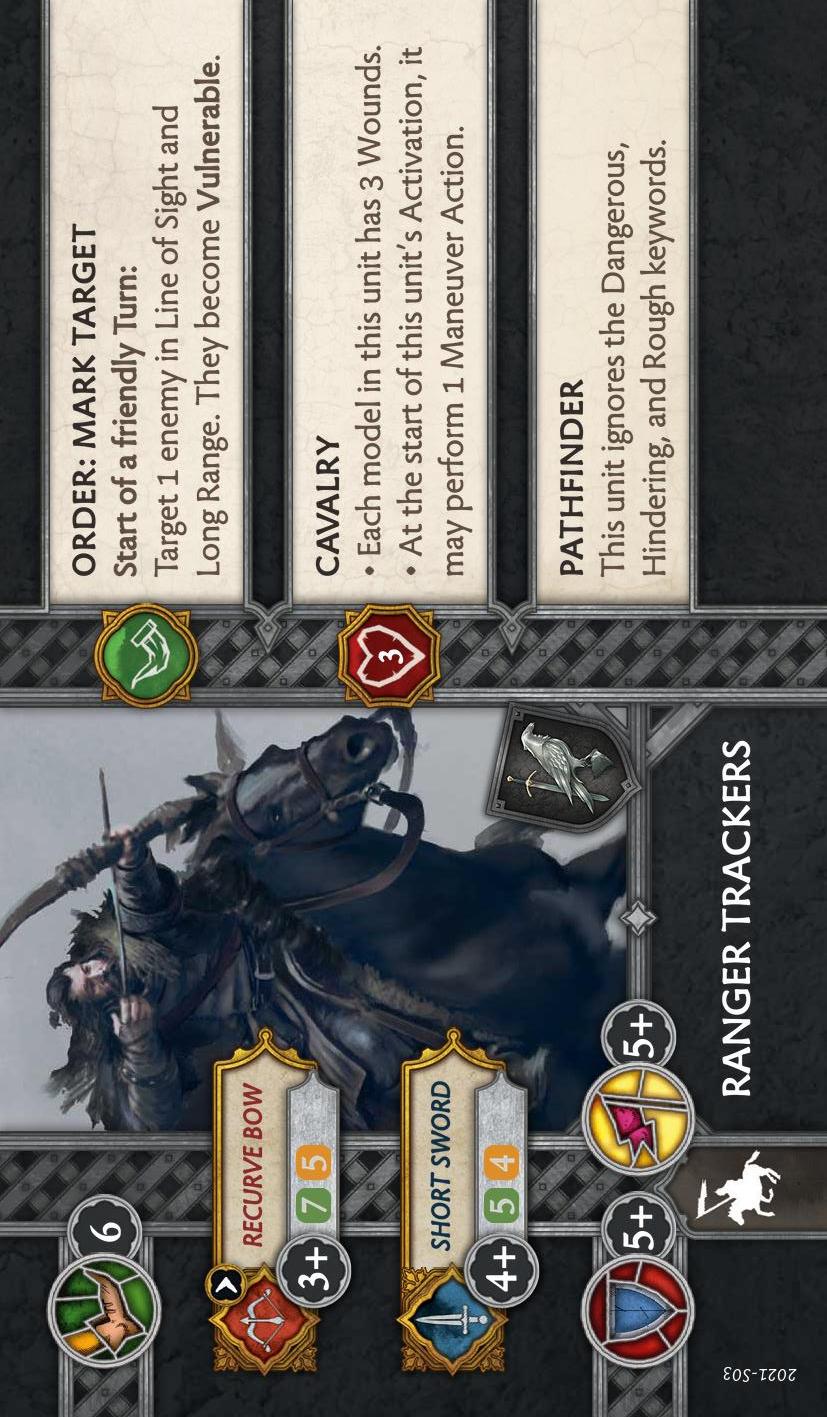 6
RECURVE BOW
3+
7 5
SHORT SWORD
4+
5 4
5+
5+
RANGER TRACKERS
2021-S03
ORDER: MARK TARGET
Start of a friendly Turn:
Target 1 enemy in Line of Sight and
Long Range. They become Vulnerable.
3
CAVALRY
• Each model in this unit has 3 Wounds.
• At the start of this unit's Activation, it
may perform 1 Maneuver Action.
PATHFINDER
This unit ignores the Dangerous,
Hindering, and Rough keywords.